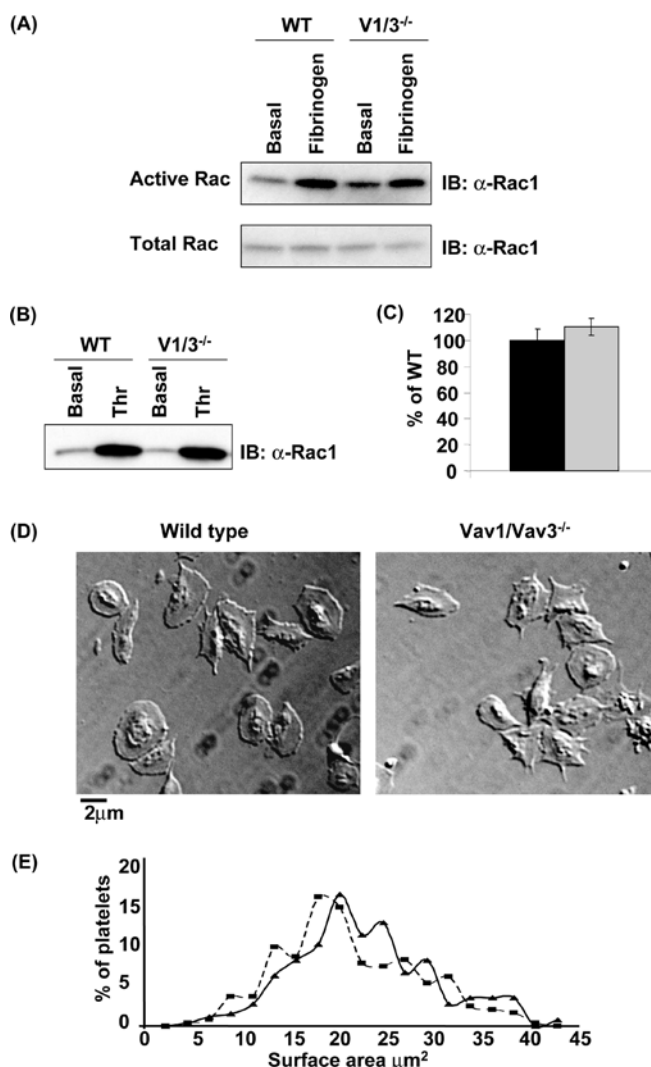 (A)
WT V1/3-/-
Basal Fibrinogen Basal Fibrinogen
Active Rac IB: α-Rac1
Total Rac IB: α-Rac1
(B)
WT V1/3-/-
Basal Thr Basal Thr
IB: α-Rac1
(C)
% of WT
120
100
80
60
40
20
0
(D)
Wild type Vav1/Vav3-/-
2μm
(E)
% of platelets
20
15
10
5
0
0 5 10 15 20 25 30 35 40 45
Surface area μm²